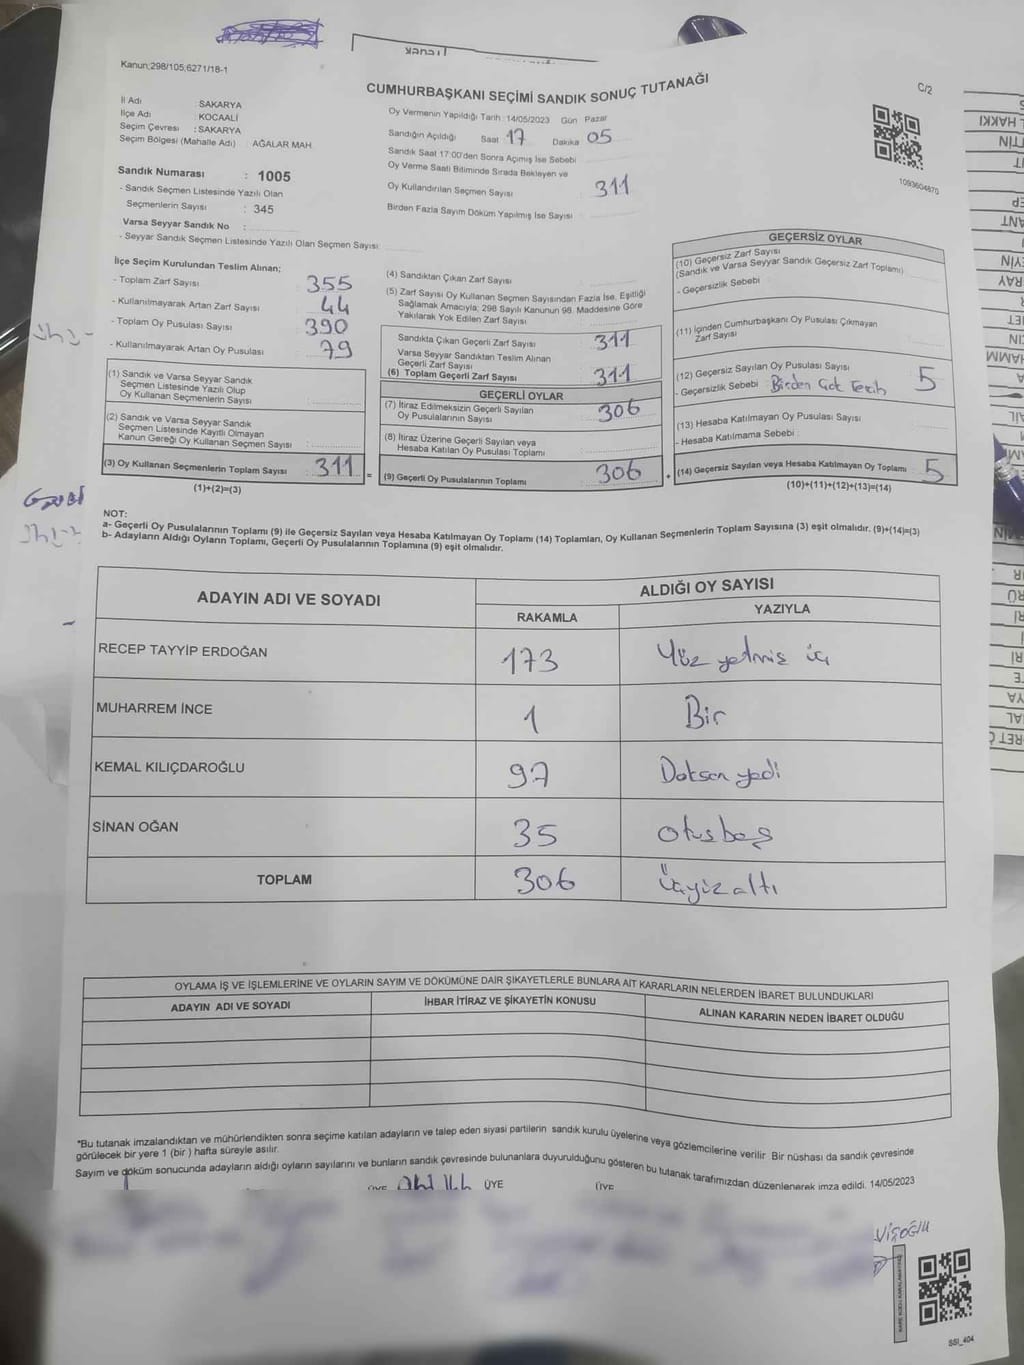 Kanun;298/105;6271/18-1
CUMHURBAŞKANI SEÇİMİ SANDIK SONUÇ TUTANAĞI
C/2
İl Adı : SAKARYA
İlçe Adı : KOCAALİ
Seçim Çevresi : SAKARYA
Seçim Bölgesi (Mahalle Adı) : AĞALAR MAH.
Sandık Numarası : 1005
- Sandık Seçmen Listesinde Yazılı Olan
Seçmenlerin Sayısı : 345
Varsa Seyyar Sandık No :
- Seyyar Sandık Seçmen Listesinde Yazılı Olan Seçmen Sayısı:
Oy Vermenin Yapıldığı Tarih : 14/05/2023 Gün Pazar
Sandığın Açıldığı Saat 17 Dakika 05
Sandık Saat 17:00'den Sonra Açılmış İse Sebebi
Oy Verme Saati Bitiminde Sırada Bekleyen ve
Oy Kullandırılan Seçmen Sayısı : 311
Birden Fazla Sayım Döküm Yapılmış İse Sayısı :
1093604870
İlçe Seçim Kurulundan Teslim Alınan;
- Toplam Zarf Sayısı : 355
- Kullanılmayarak Artan Zarf Sayısı : 44
- Toplam Oy Pusulası Sayısı : 390
- Kullanılmayarak Artan Oy Pusulası : 79
(1) Sandık ve Varsa Seyyar Sandık
Seçmen Listesinde Yazılı Olup
Oy Kullanan Seçmenlerin Sayısı :
(2) Sandık ve Varsa Seyyar Sandık
Seçmen Listesinde Kayıtlı Olmayan
Kanun Gereği Oy Kullanan Seçmen Sayısı :
(3) Oy Kullanan Seçmenlerin Toplam Sayısı : 311
(1)+(2)=(3)
(4) Sandıktan Çıkan Zarf Sayısı :
(5) Zarf Sayısı Oy Kullanan Seçmen Sayısından Fazla İse, Eşitliği
Sağlamak Amacıyla; 298 Sayılı Kanunun 98. Maddesine Göre
Yakılarak Yok Edilen Zarf Sayısı :
Sandıkta Çıkan Geçerli Zarf Sayısı : 311
Varsa Seyyar Sandıktan Teslim Alınan
Geçerli Zarf Sayısı :
(6) Toplam Geçerli Zarf Sayısı : 311
GEÇERLİ OYLAR
(7) İtiraz Edilmeksizin Geçerli Sayılan
Oy Pusulalarının Sayısı : 306
(8) İtiraz Üzerine Geçerli Sayılan veya
Hesaba Katılan Oy Pusulası Toplamı :
(9) Geçerli Oy Pusulalarının Toplamı : 306
GEÇERSİZ OYLAR
(10) Geçersiz Zarf Sayısı
(Sandık ve Varsa Seyyar Sandık Geçersiz Zarf Toplamı)
- Geçersizlik Sebebi :
(11) İçinden Cumhurbaşkanı Oy Pusulası Çıkmayan
Zarf Sayısı :
(12) Geçersiz Sayılan Oy Pusulası Sayısı : 5
- Geçersizlik Sebebi : Birden Çok Tercih
(13) Hesaba Katılmayan Oy Pusulası Sayısı :
- Hesaba Katılmama Sebebi :
(14) Geçersiz Sayılan veya Hesaba Katılmayan Oy Toplamı : 5
(10)+(11)+(12)+(13)=(14)
NOT:
a- Geçerli Oy Pusulalarının Toplamı (9) ile Geçersiz Sayılan veya Hesaba Katılmayan Oy Toplamı (14) Toplamları, Oy Kullanan Seçmenlerin Toplam Sayısına (3) eşit olmalıdır. (9)+(14)=(3)
b- Adayların Aldığı Oyların Toplamı, Geçerli Oy Pusulalarının Toplamına (9) eşit olmalıdır.
ADAYIN ADI VE SOYADI
ALDIĞI OY SAYISI
RAKAMLA YAZIYLA
RECEP TAYYİP ERDOĞAN 173 Yüz yetmiş üç
MUHARREM İNCE 1 Bir
KEMAL KILIÇDAROĞLU 97 Doksan yedi
SİNAN OĞAN 35 otuzbeş
TOPLAM 306 Üçyüz altı
OYLAMA İŞ VE İŞLEMLERİNE VE OYLARIN SAYIM VE DÖKÜMÜNE DAİR ŞİKAYETLERLE BUNLARA AİT KARARLARIN NELERDEN İBARET BULUNDUKLARI
ADAYIN ADI VE SOYADI İHBAR İTİRAZ VE ŞİKAYETİN KONUSU ALINAN KARARIN NEDEN İBARET OLDUĞU
*Bu tutanak imzalandıktan ve mühürlendikten sonra seçime katılan adayların ve talep eden siyasi partilerin sandık kurulu üyelerine veya gözlemcilerine verilir. Bir nüshası da sandık çevresinde
görülecek bir yere 1 (bir ) hafta süreyle asılır.
Sayım ve döküm sonucunda adayların aldığı oyların sayılarını ve bunların sandık çevresinde bulunanlara duyurulduğunu gösteren bu tutanak tarafımızdan düzenlenerek imza edildi. 14/05/2023
ÜYE ÜYE ÜYE
SSI_404